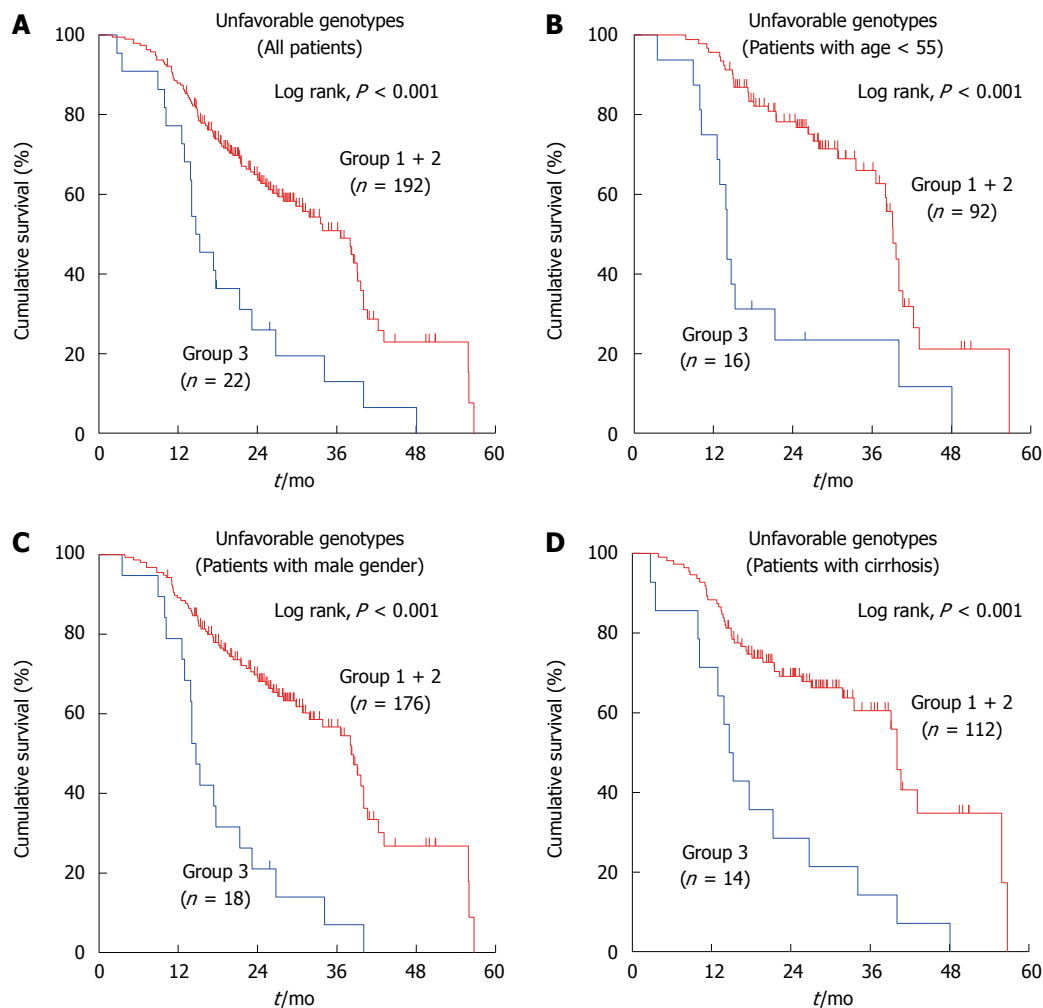 A
Unfavorable genotypes
(All patients)
Log rank, P < 0.001
Group 1 + 2
(n = 192)
Group 3
(n = 22)
Cumulative survival (%)
100
80
60
40
20
0
0 12 24 36 48 60
t/mo
B
Unfavorable genotypes
(Patients with age < 55)
Log rank, P < 0.001
Group 1 + 2
(n = 92)
Group 3
(n = 16)
Cumulative survival (%)
100
80
60
40
20
0
0 12 24 36 48 60
t/mo
C
Unfavorable genotypes
(Patients with male gender)
Log rank, P < 0.001
Group 1 + 2
(n = 176)
Group 3
(n = 18)
Cumulative survival (%)
100
80
60
40
20
0
0 12 24 36 48 60
t/mo
D
Unfavorable genotypes
(Patients with cirrhosis)
Log rank, P < 0.001
Group 1 + 2
(n = 112)
Group 3
(n = 14)
Cumulative survival (%)
100
80
60
40
20
0
0 12 24 36 48 60
t/mo